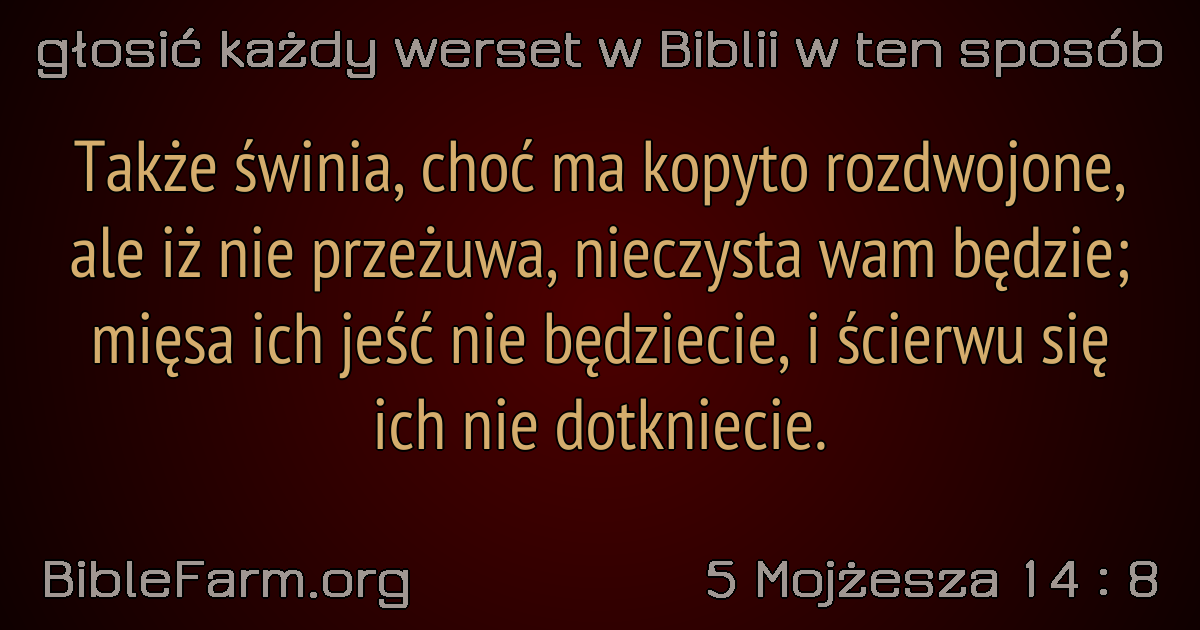 głosić każdy werset w Biblii w ten sposób
Także świnia, choć ma kopyto rozdwojone,
ale iż nie przeżuwa, nieczysta wam będzie;
mięsa ich jeść nie będziecie, i ścierwu się
ich nie dotkniecie.
BibleFarm.org
5 Mojżesza 14 : 8